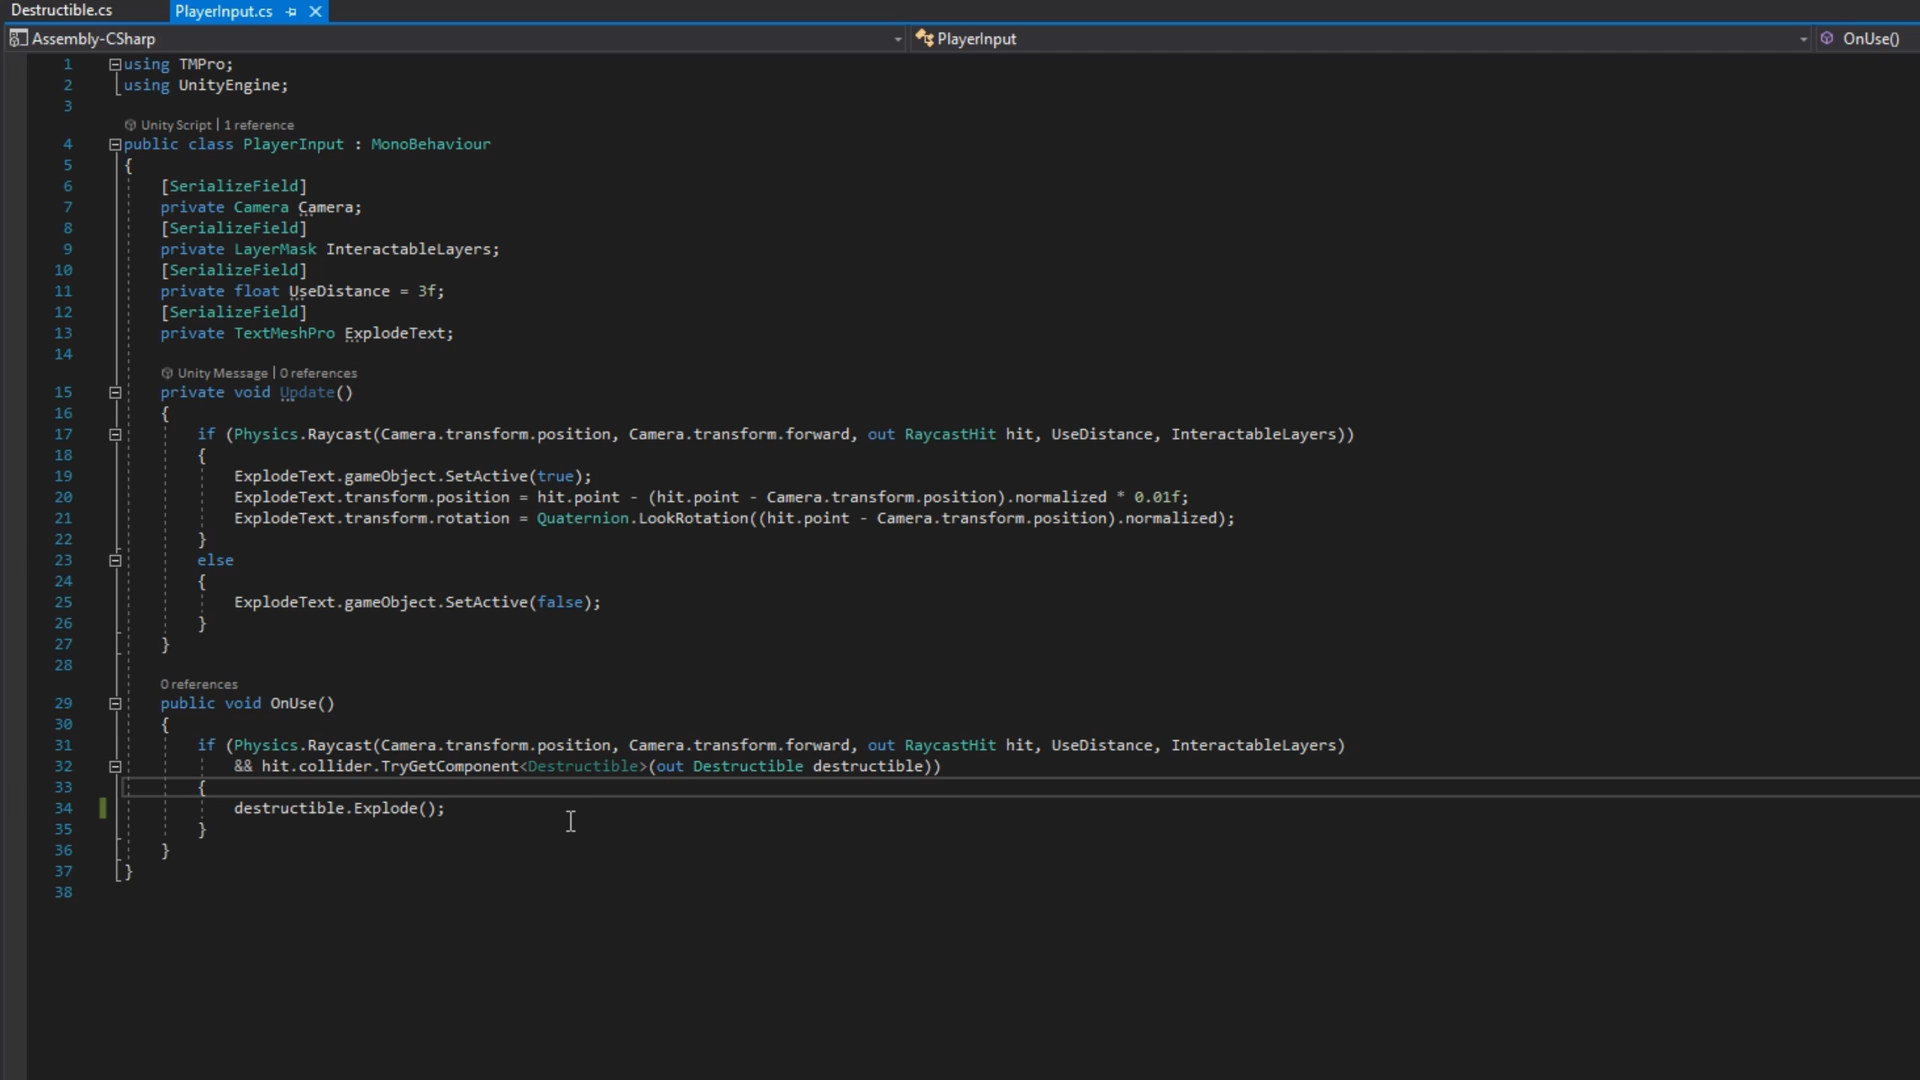 Destructible.cs PlayerInput.cs
Assembly-CSharp PlayerInput OnUse()
1 using TMPro;
2 using UnityEngine;
3
Unity Script | 1 reference
4 public class PlayerInput : MonoBehaviour
5 {
6 [SerializeField]
7 private Camera Camera;
8 [SerializeField]
9 private LayerMask InteractableLayers;
10 [SerializeField]
11 private float UseDistance = 3f;
12 [SerializeField]
13 private TextMeshPro ExplodeText;
14
Unity Message | 0 references
15 private void Update()
16 {
17 if (Physics.Raycast(Camera.transform.position, Camera.transform.forward, out RaycastHit hit, UseDistance, InteractableLayers))
18 {
19 ExplodeText.gameObject.SetActive(true);
20 ExplodeText.transform.position = hit.point - (hit.point - Camera.transform.position).normalized * 0.01f;
21 ExplodeText.transform.rotation = Quaternion.LookRotation((hit.point - Camera.transform.position).normalized);
22 }
23 else
24 {
25 ExplodeText.gameObject.SetActive(false);
26 }
27 }
28
0 references
29 public void OnUse()
30 {
31 if (Physics.Raycast(Camera.transform.position, Camera.transform.forward, out RaycastHit hit, UseDistance, InteractableLayers)
32 && hit.collider.TryGetComponent<Destructible>(out Destructible destructible))
33 {
34 destructible.Explode();
35 }
36 }
37 }
38